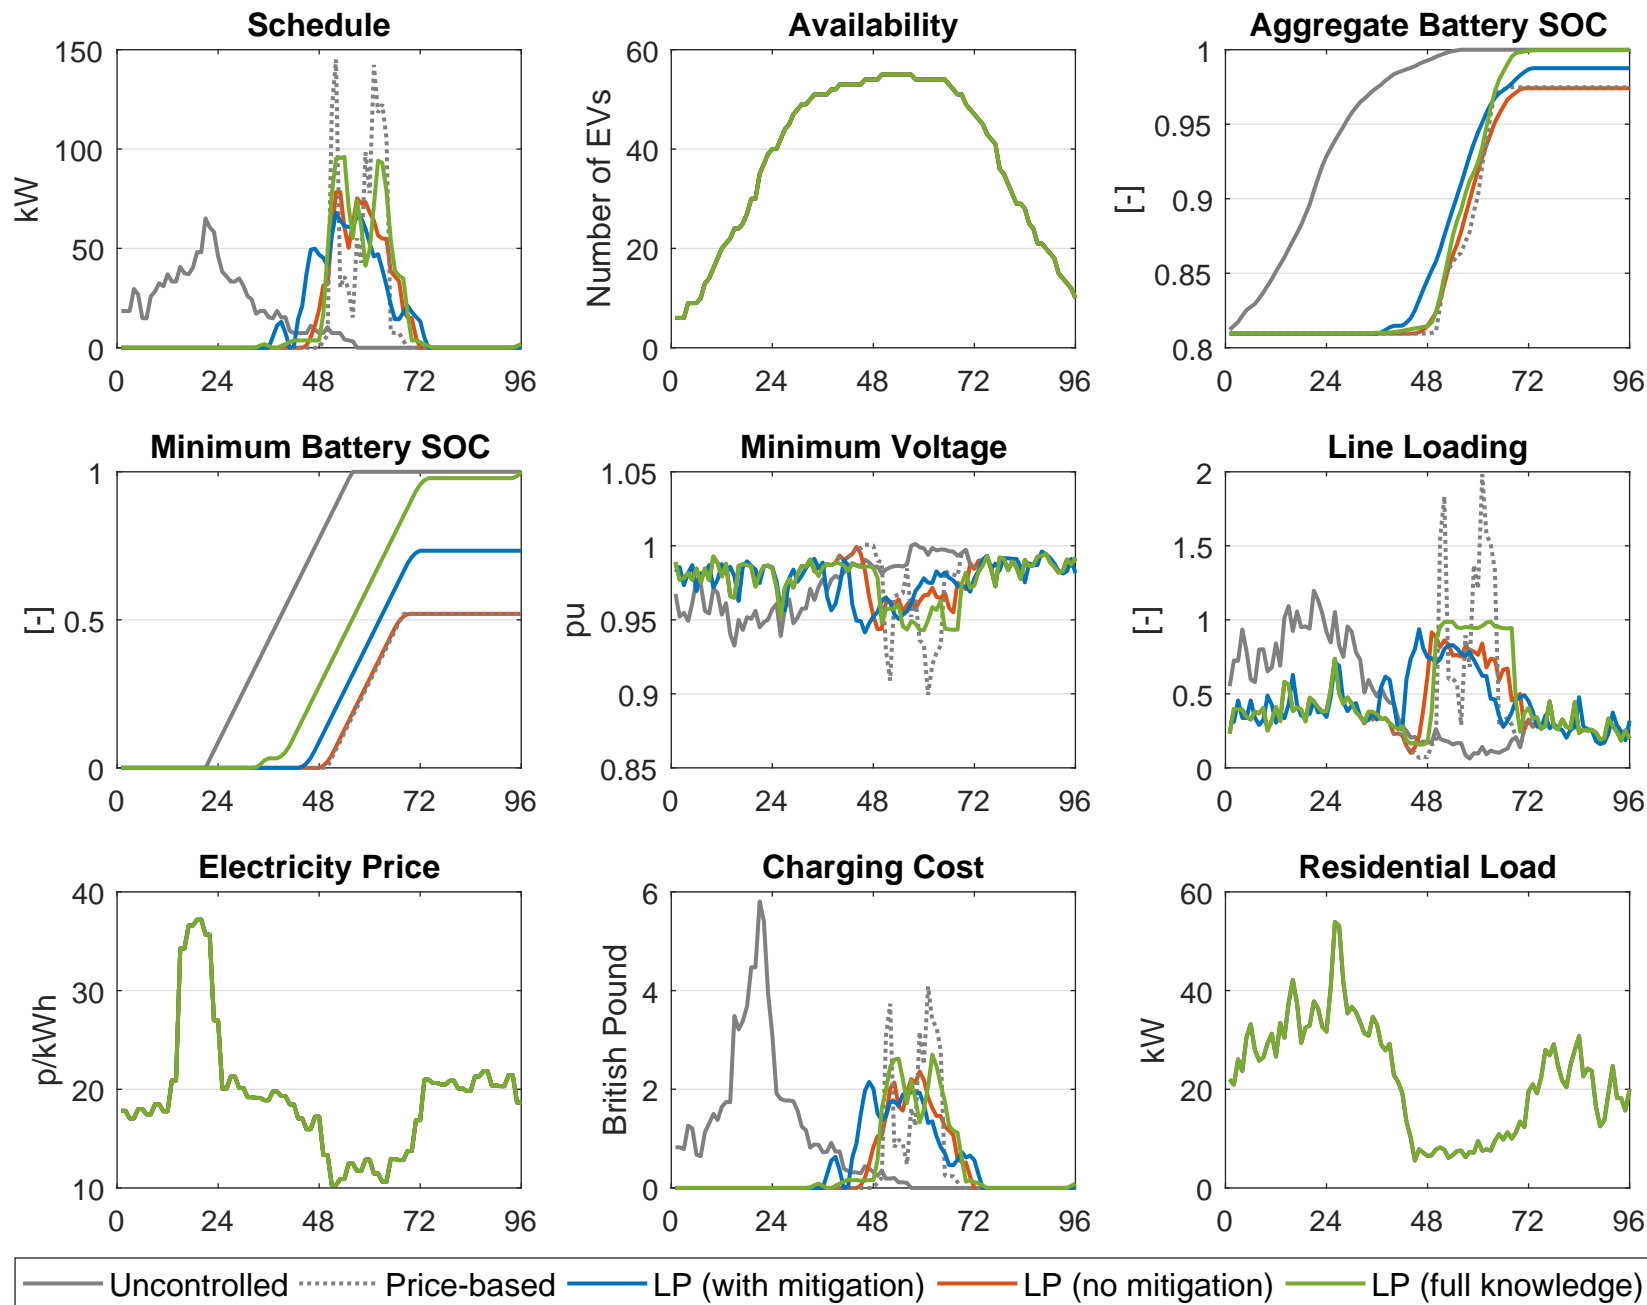 Schedule
Availability
Aggregate Battery SOC
150
100
50
0
kW
0 24 48 72 96
60
40
20
0
Number of EVs
0 24 48 72 96
1
0.95
0.9
0.85
0.8
[-]
0 24 48 72 96
Minimum Battery SOC
Minimum Voltage
Line Loading
1
0.5
0
[-]
0 24 48 72 96
1.05
1
0.95
0.9
0.85
pu
0 24 48 72 96
2
1.5
1
0.5
0
[-]
0 24 48 72 96
Electricity Price
Charging Cost
Residential Load
40
30
20
10
p/kWh
0 24 48 72 96
6
4
2
0
British Pound
0 24 48 72 96
60
40
20
0
kW
0 24 48 72 96
Uncontrolled Price-based LP (with mitigation) LP (no mitigation) LP (full knowledge)